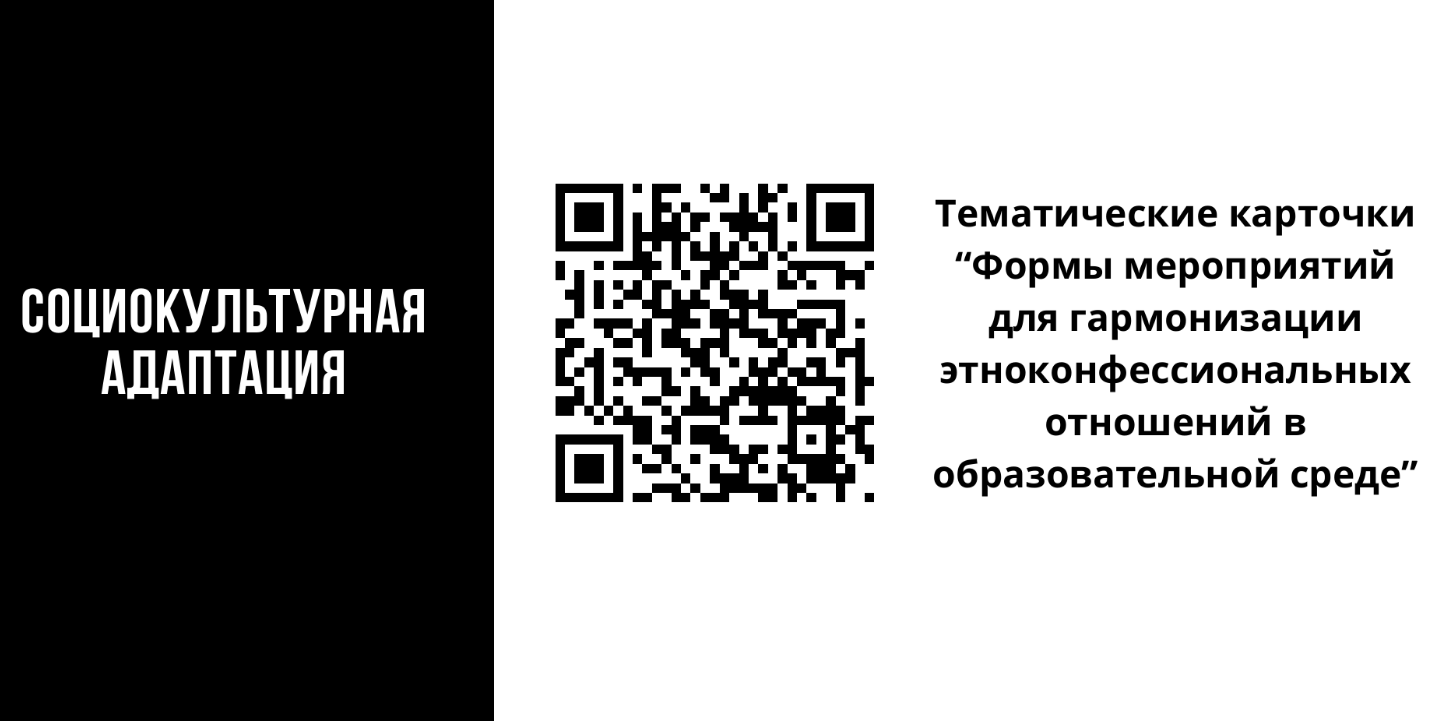 СОЦИОКУЛЬТУРНАЯ
АДАПТАЦИЯ
Тематические карточки
“Формы мероприятий
для гармонизации
этноконфессиональных
отношений в
образовательной среде”